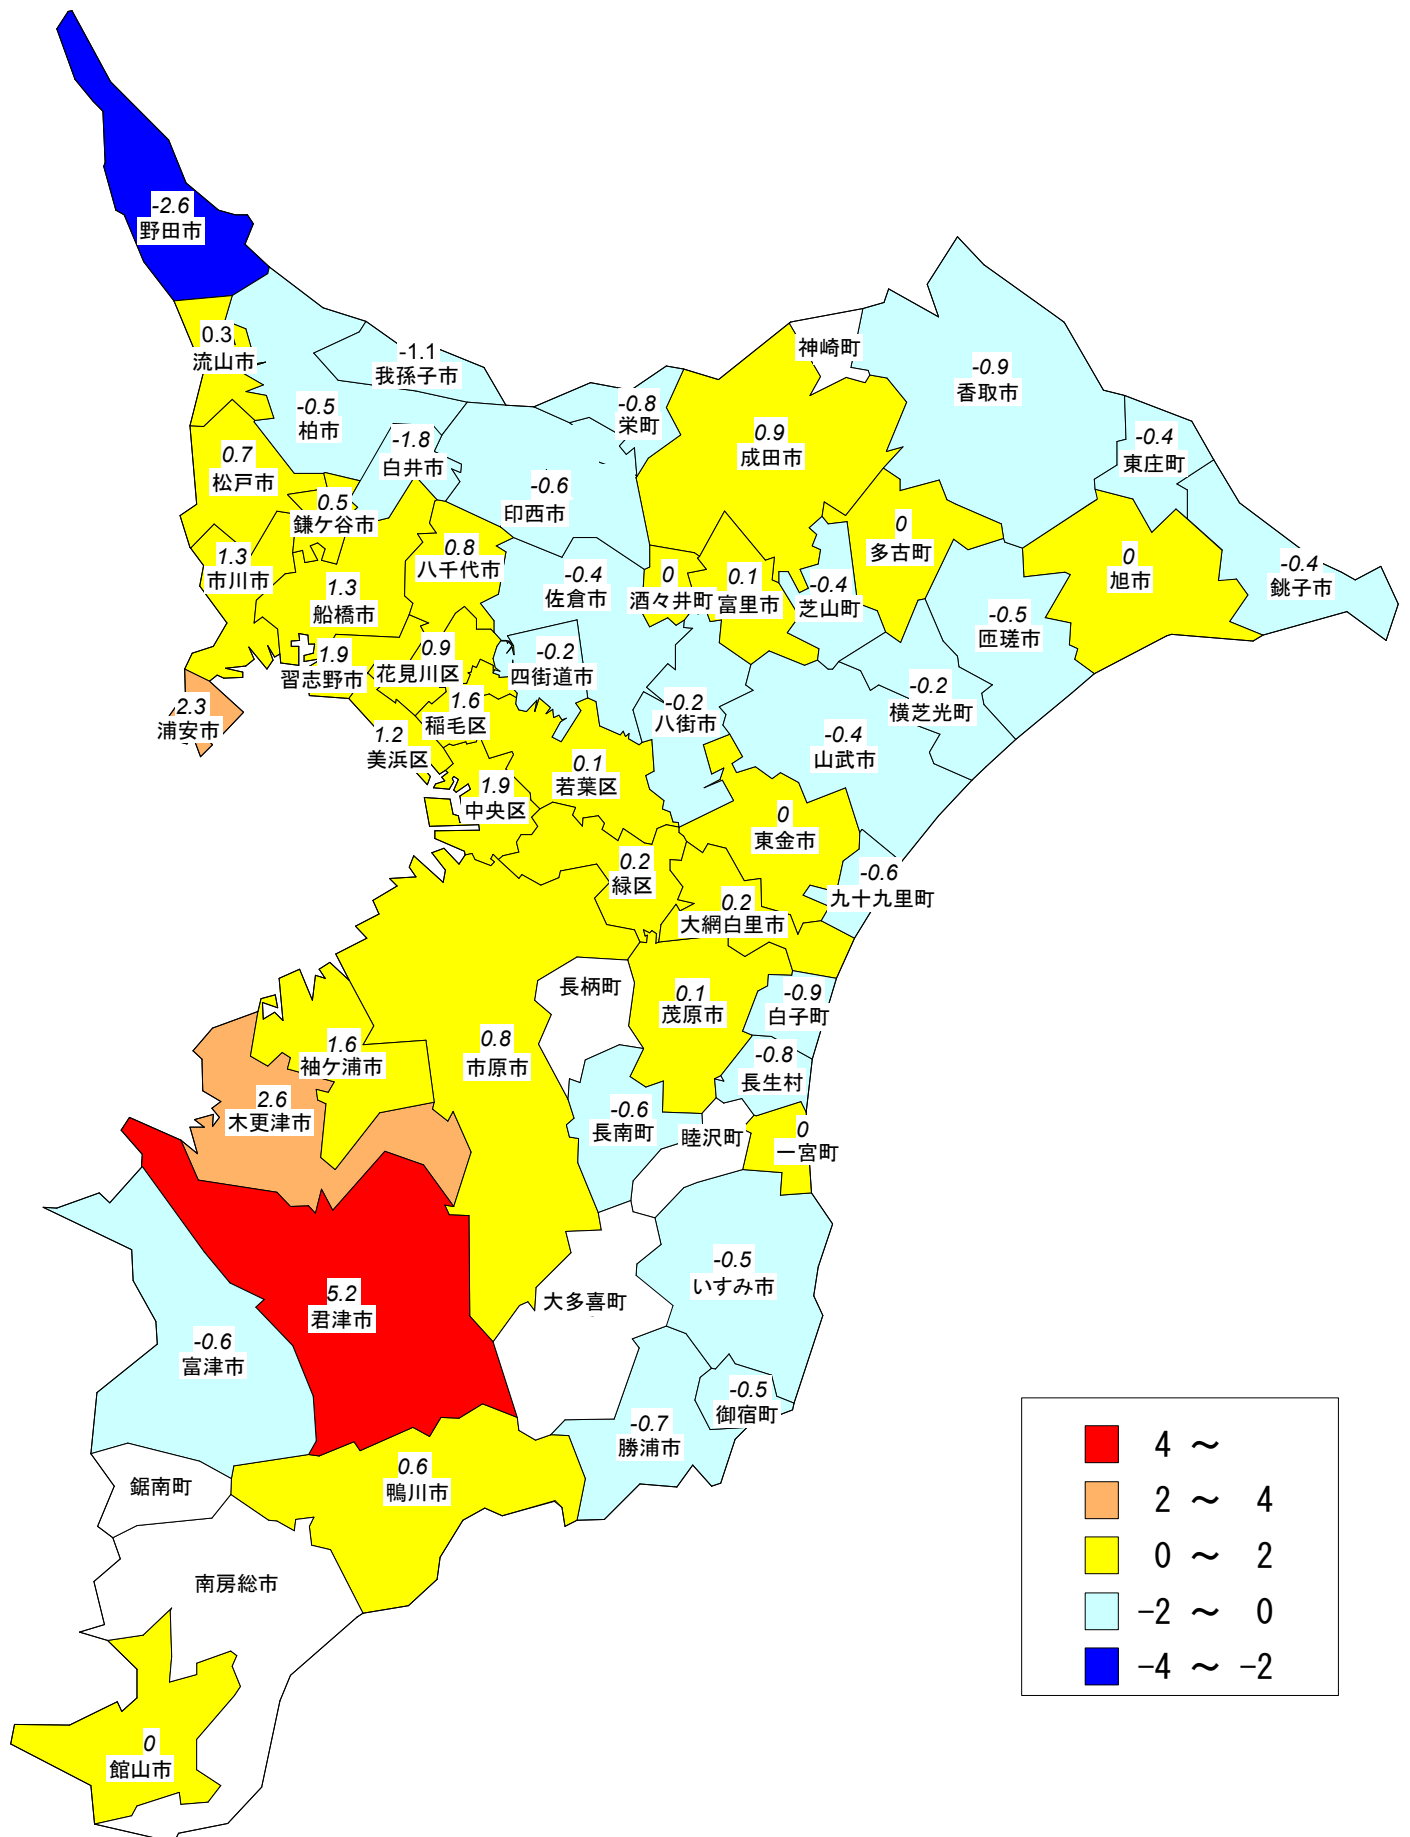 -2.6
野田市
0.3
流山市
-1.1
我孫子市
-0.5
柏市
-0.8
栄町
神崎町
-0.9
香取市
0.9
成田市
-0.4
東庄町
0.7
松戸市
-1.8
白井市
0.5
鎌ケ谷市
-0.6
印西市
0
多古町
0
旭市
-0.4
銚子市
1.3
市川市
1.3
船橋市
0.8
八千代市
-0.4
佐倉市
0
酒々井町
0.1
富里市
-0.4
芝山町
-0.5
匝瑳市
1.9
習志野市
0.9
花見川区
-0.2
四街道市
-0.2
八街市
-0.2
横芝光町
2.3
浦安市
1.2
美浜区
1.6
稲毛区
-0.4
山武市
1.9
中央区
0.1
若葉区
0
東金市
0.2
緑区
0.2
大網白里市
-0.6
九十九里町
長柄町
0.1
茂原市
-0.9
白子町
1.6
袖ケ浦市
0.8
市原市
-0.8
長生村
2.6
木更津市
-0.6
長南町
睦沢町
0
一宮町
5.2
君津市
大多喜町
-0.5
いすみ市
-0.6
富津市
-0.7
勝浦市
-0.5
御宿町
鋸南町
0.6
鴨川市
南房総市
0
館山市
4 ～
2 ～ 4
0 ～ 2
-2 ～ 0
-4 ～ -2